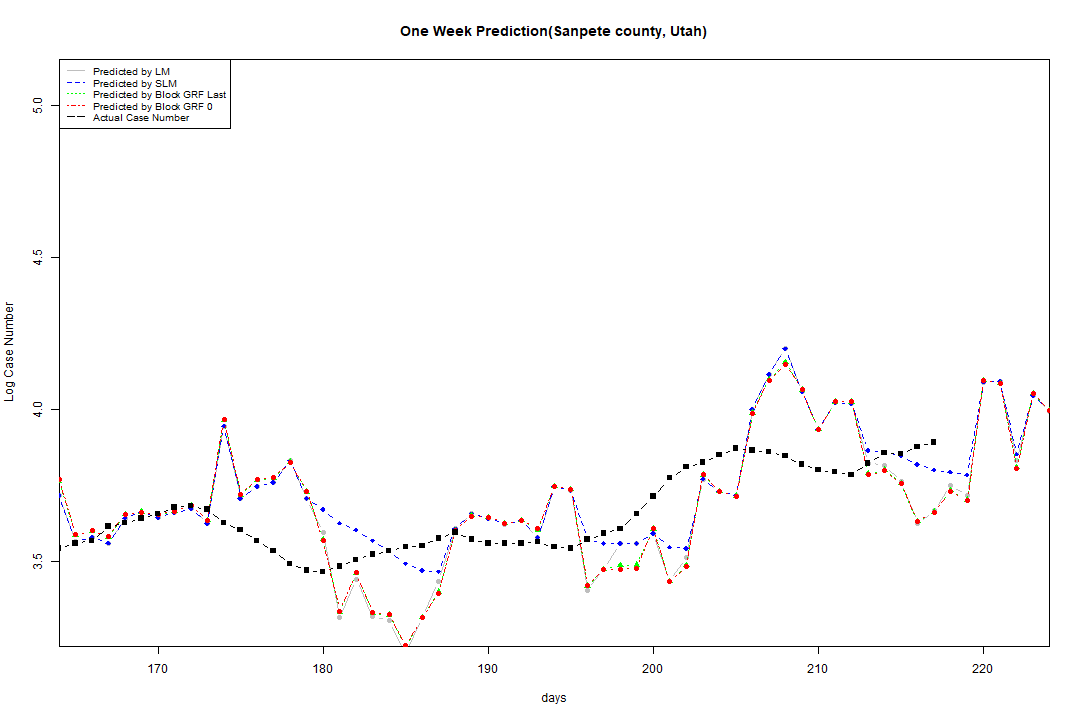 One Week Prediction(Sanpete county, Utah)
Predicted by LM
Predicted by SLM
Predicted by Block GRF Last
Predicted by Block GRF 0
Actual Case Number
5.0
4.5
4.0
3.5
Log Case Number
170 180 190 200 210 220
days